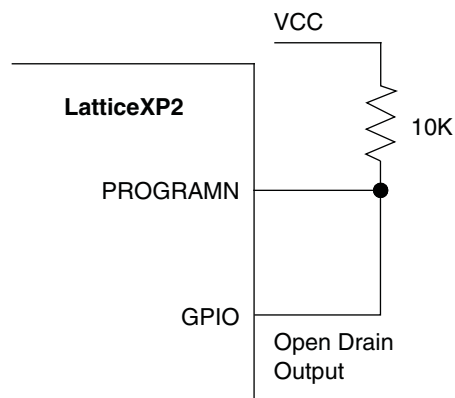 VCC
LatticeXP2
10K
PROGRAMN
GPIO
Open Drain
Output